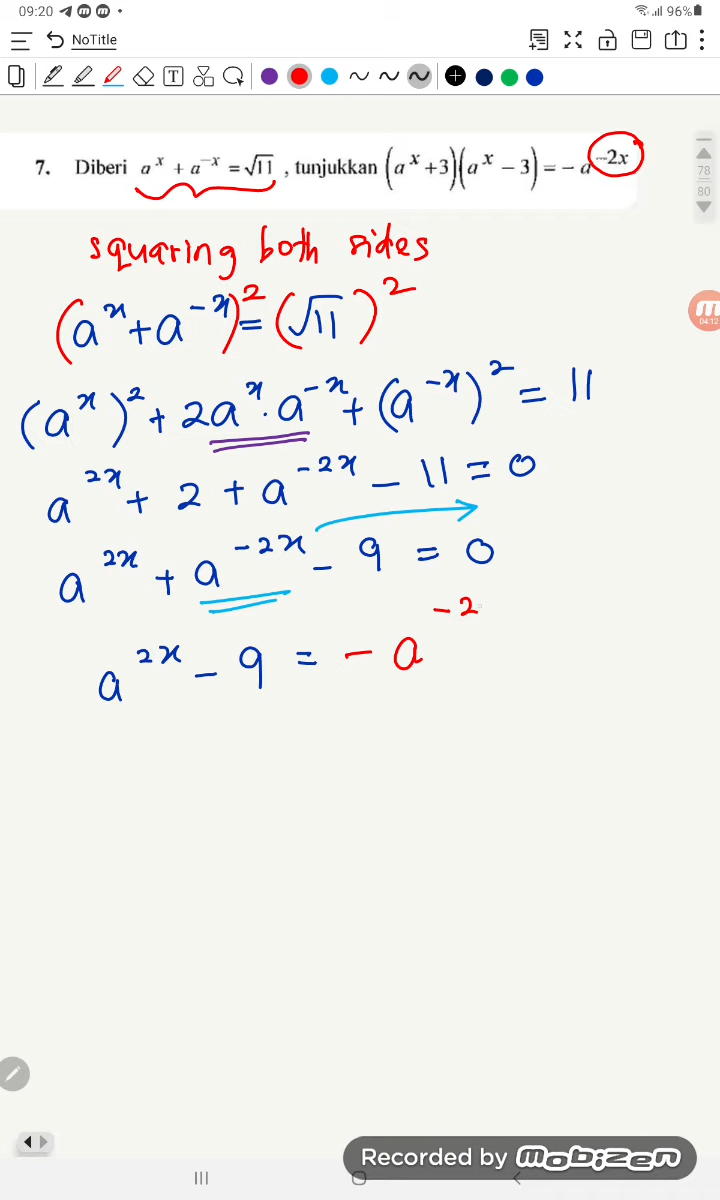 09:20 96%
NoTitle
T
7. Diberi a^x + a^-x = √11 , tunjukkan (a^x +3)(a^x − 3) = − a^-2x
78
80
squaring both sides
(a^x + a^-x)^2 = (√11)^2
04:12
(a^x)^2 + 2a^x · a^-x + (a^-x)^2 = 11
a^2x + 2 + a^-2x − 11 = 0
a^2x + a^-2x − 9 = 0
a^2x − 9 = − a^-2
Recorded by mobizen